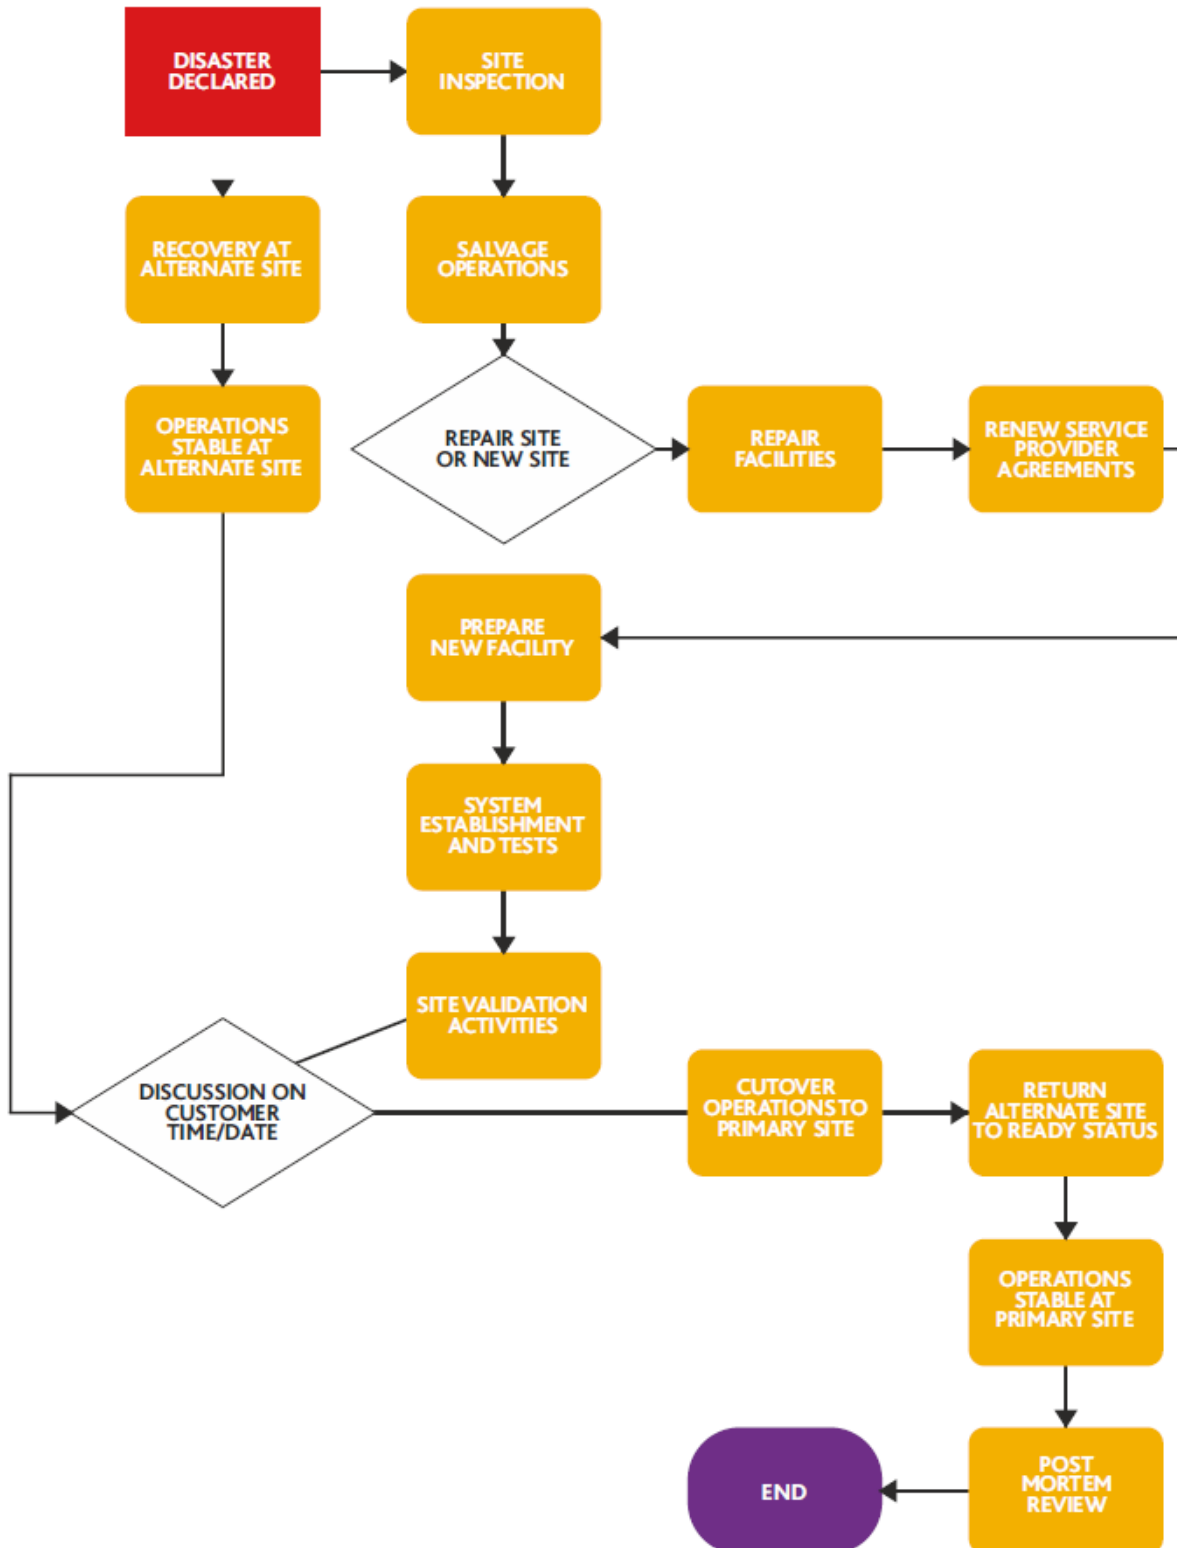 DISASTER
DECLARED
SITE
INSPECTION
RECOVERY AT
ALTERNATE SITE
SALVAGE
OPERATIONS
OPERATIONS
STABLE AT
ALTERNATE SITE
REPAIR SITE
OR NEW SITE
REPAIR
FACILITIES
RENEW SERVICE
PROVIDER
AGREEMENTS
PREPARE
NEW FACILITY
SYSTEM
ESTABLISHMENT
AND TESTS
SITE VALIDATION
ACTIVITIES
DISCUSSION ON
CUSTOMER
TIME/DATE
CUTOVER
OPERATIONS TO
PRIMARY SITE
RETURN
ALTERNATE SITE
TO READY STATUS
OPERATIONS
STABLE AT
PRIMARY SITE
END
POST
MORTEM
REVIEW